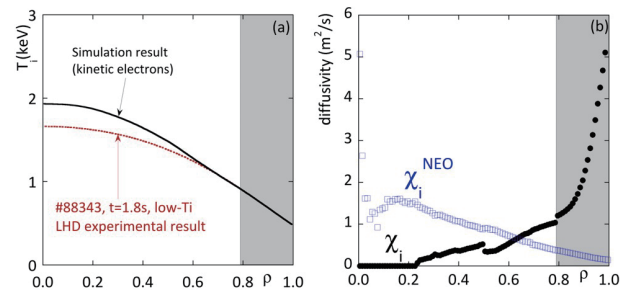 (a)
T_i (keV)
3
2
1
0
Simulation result
(kinetic electrons)
#88343, t=1.8s, low-Ti
LHD experimental result
0.0 0.2 0.4 0.6 0.8 ρ 1.0
(b)
diffusivity (m²/s)
6
5
4
3
2
1
0
χ_i^NEO
χ_i
0.0 0.2 0.4 0.6 0.8 ρ 1.0